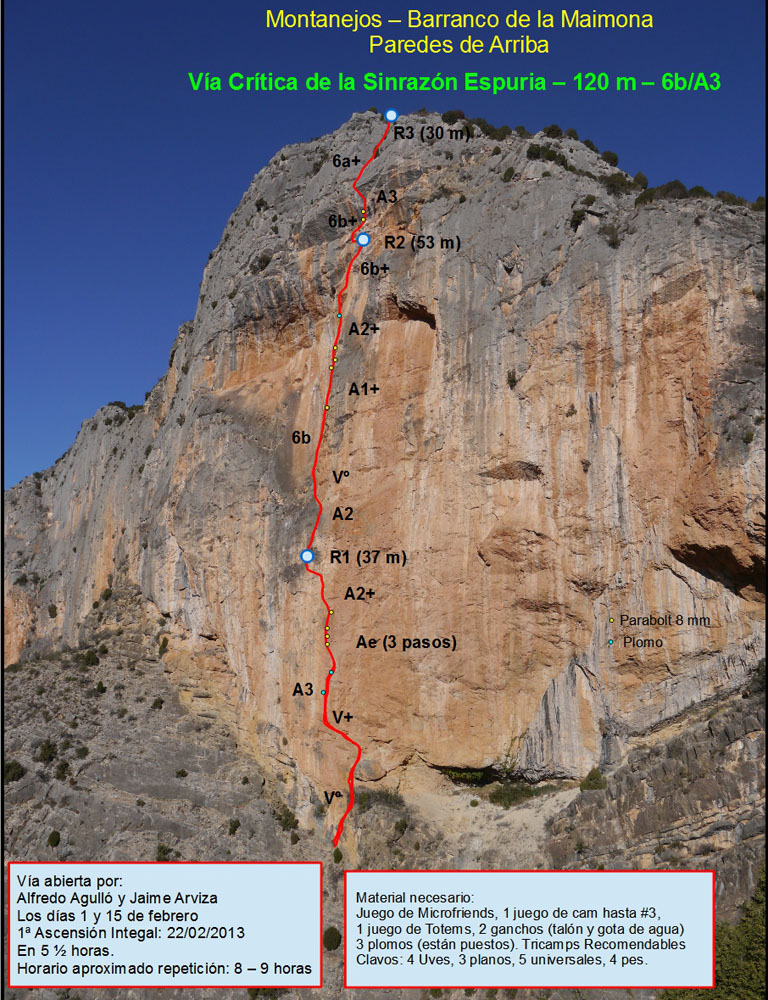 Montanejos – Barranco de la Maimona
Paredes de Arriba
Vía Crítica de la Sinrazón Espuria – 120 m – 6b/A3
R3 (30 m)
6a+
A3
6b+
R2 (53 m)
6b+
A2+
A1+
6b
Vº
A2
R1 (37 m)
A2+
Parabolt 8 mm
Ae (3 pasos)
Plomo
A3
V+
Vº
Vía abierta por:
Alfredo Agulló y Jaime Arviza
Los días 1 y 15 de febrero
1ª Ascensión Integal: 22/02/2013
En 5 ½ horas.
Horario aproximado repetición: 8 – 9 horas
Material necesario:
Juego de Microfriends, 1 juego de cam hasta #3,
1 juego de Totems, 2 ganchos (talón y gota de agua)
3 plomos (están puestos). Tricamps Recomendables
Clavos: 4 Uves, 3 planos, 5 universales, 4 pes.